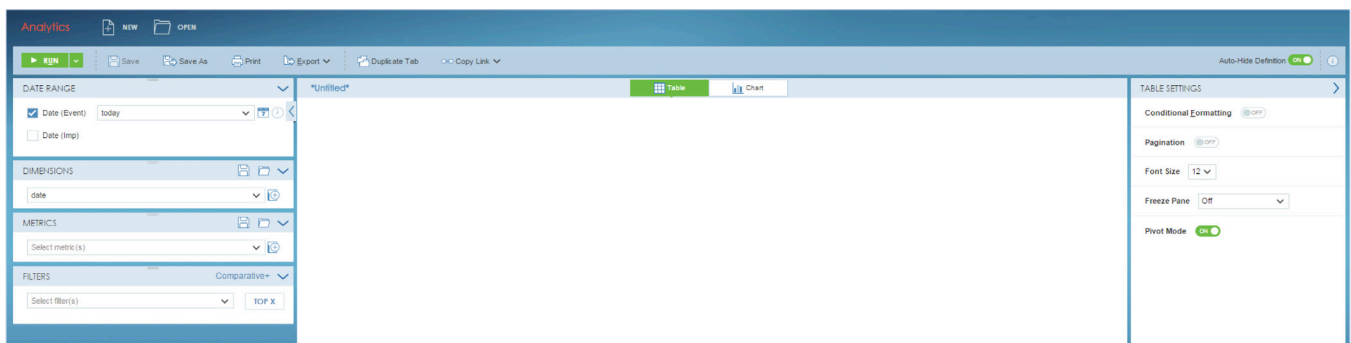 Analytics NEW OPEN
RUN Save Save As Print Export Duplicate Tab Copy Link Auto-Hide Definition ON
DATE RANGE
Date (Event) today 7
Date (Imp)
DIMENSIONS
date
METRICS
Select metric(s)
FILTERS Comparative+
Select filter(s) TOP X
*Untitled* Table Chart
TABLE SETTINGS
Conditional Formatting OFF
Pagination OFF
Font Size 12
Freeze Pane Off
Pivot Mode ON